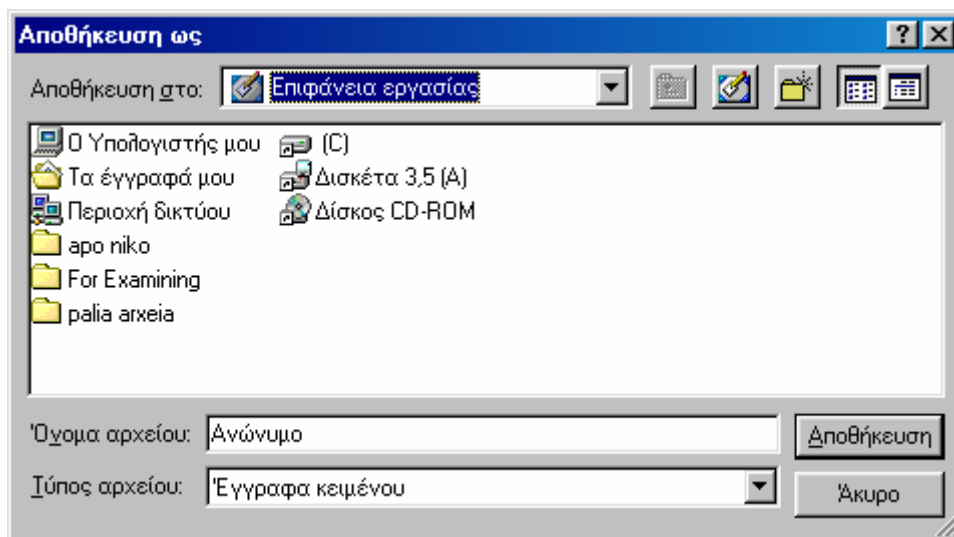 Αποθήκευση ως
Αποθήκευση στο: Επιφάνεια εργασίας
Ο Υπολογιστής μου (C)
Τα έγγραφά μου Δισκέτα 3,5 (A)
Περιοχή δικτύου Δίσκος CD-ROM
apo niko
For Examining
palia arxeia
Όνομα αρχείου: Ανώνυμο Αποθήκευση
Τύπος αρχείου: Έγγραφα κειμένου Άκυρο